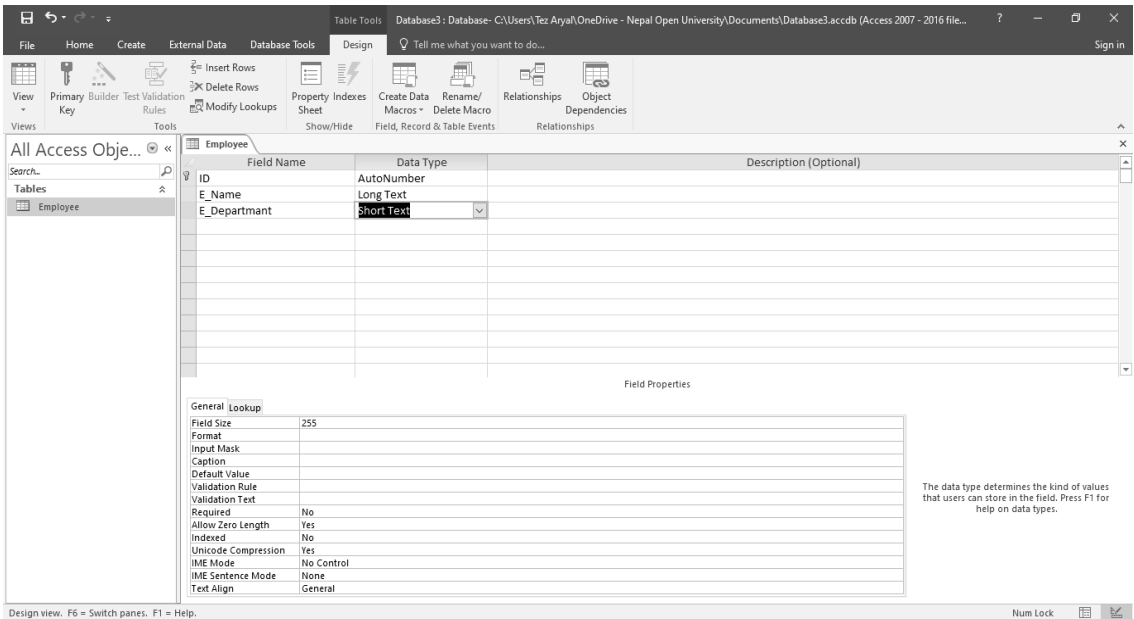 Table Tools Database3 : Database- C:\Users\Tez Aryal\OneDrive - Nepal Open University\Documents\Database3.accdb (Access 2007 - 2016 file... ?
File Home Create External Data Database Tools Design Tell me what you want to do... Sign in
View
Primary Key
Builder
Test Validation Rules
Insert Rows
Delete Rows
Modify Lookups
Property Sheet
Indexes
Create Data Macros
Rename/ Delete Macro
Relationships
Object Dependencies
Views Tools Show/Hide Field, Record & Table Events Relationships
All Access Obje... «
Search...
Tables
Employee
Employee
Field Name Data Type Description (Optional)
ID AutoNumber
E_Name Long Text
E_Departmant Short Text
Field Properties
General Lookup
Field Size 255
Format
Input Mask
Caption
Default Value
Validation Rule
Validation Text
Required No
Allow Zero Length Yes
Indexed No
Unicode Compression Yes
IME Mode No Control
IME Sentence Mode None
Text Align General
The data type determines the kind of values
that users can store in the field. Press F1 for
help on data types.
Design view. F6 = Switch panes. F1 = Help. Num Lock